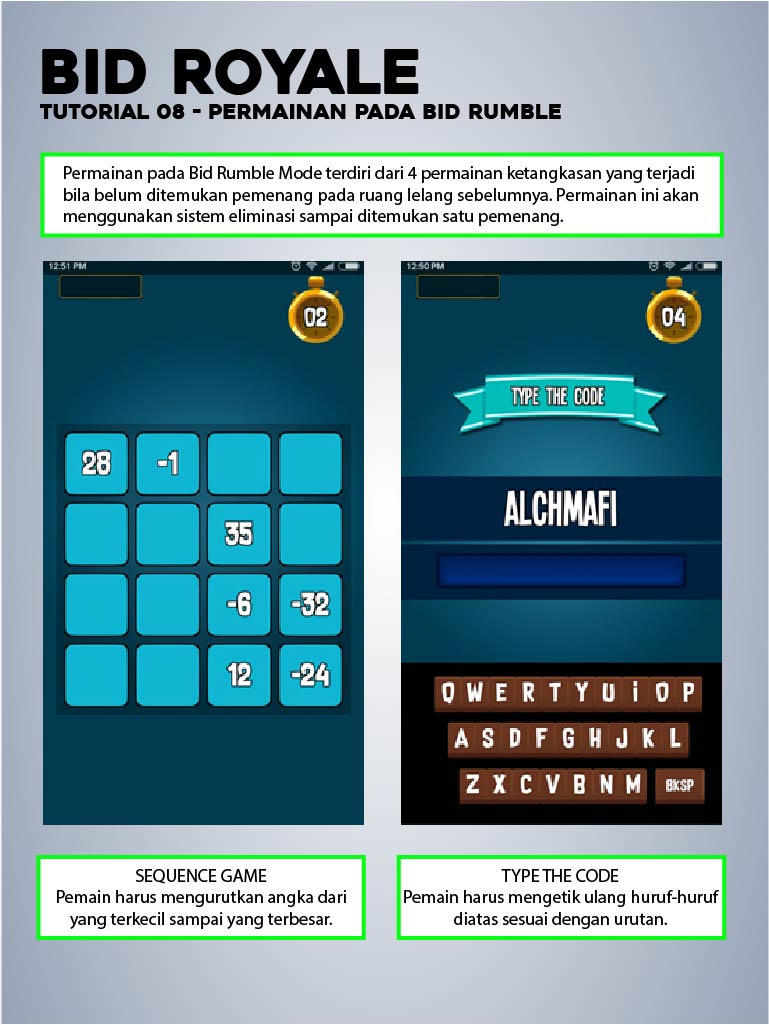 BID ROYALE
TUTORIAL 08 - PERMAINAN PADA BID RUMBLE
Permainan pada Bid Rumble Mode terdiri dari 4 permainan ketangkasan yang terjadi
bila belum ditemukan pemenang pada ruang lelang sebelumnya. Permainan ini akan
menggunakan sistem eliminasi sampai ditemukan satu pemenang.
12:51 PM
02
28 -1
35
-6 -32
12 -24
12:50 PM
04
TYPE THE CODE
ALCHMAFI
Q W E R T Y U i O P
A S D F G H J K L
Z X C V B N M BKSP
SEQUENCE GAME
Pemain harus mengurutkan angka dari
yang terkecil sampai yang terbesar.
TYPE THE CODE
Pemain harus mengetik ulang huruf-huruf
diatas sesuai dengan urutan.